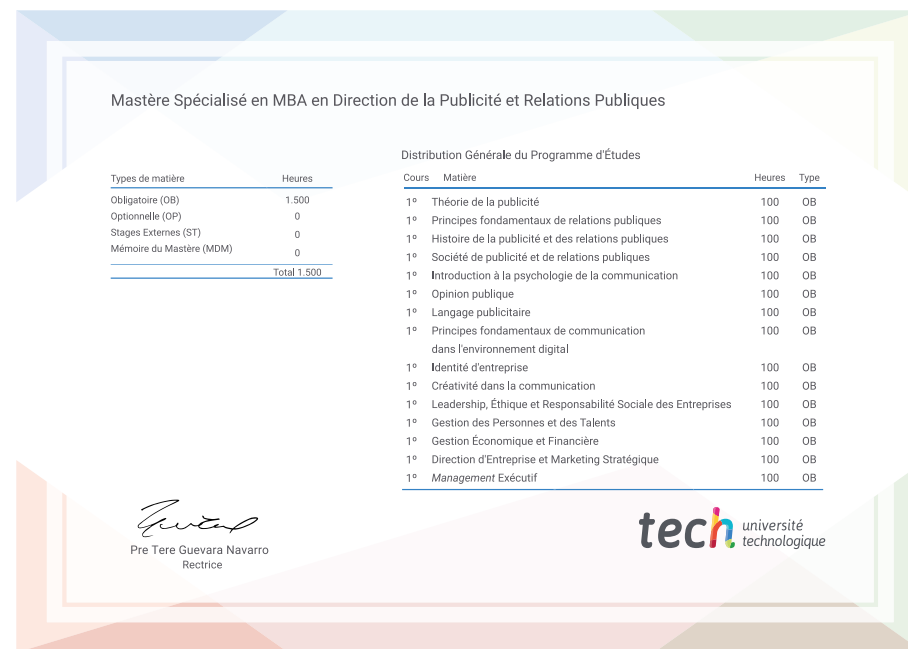 Mastère Spécialisé en MBA en Direction de la Publicité et Relations Publiques
Types de matière Heures
Obligatoire (OB) 1.500
Optionnelle (OP) 0
Stages Externes (ST) 0
Mémoire du Mastère (MDM) 0
Total 1.500
Distribution Générale du Programme d'Études
Cours Matière Heures Type
1º Théorie de la publicité 100 OB
1º Principes fondamentaux de relations publiques 100 OB
1º Histoire de la publicité et des relations publiques 100 OB
1º Société de publicité et de relations publiques 100 OB
1º Introduction à la psychologie de la communication 100 OB
1º Opinion publique 100 OB
1º Langage publicitaire 100 OB
1º Principes fondamentaux de communication 100 OB
dans l'environnement digital
1º Identité d'entreprise 100 OB
1º Créativité dans la communication 100 OB
1º Leadership, Éthique et Responsabilité Sociale des Entreprises 100 OB
1º Gestion des Personnes et des Talents 100 OB
1º Gestion Économique et Financière 100 OB
1º Direction d'Entreprise et Marketing Stratégique 100 OB
1º Management Exécutif 100 OB
Pre Tere Guevara Navarro
Rectrice
tech université
technologique